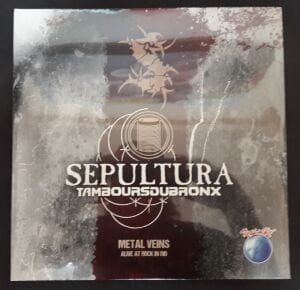 SEPULTURA
TAMBOURSDUBRONX
METAL VEINS
ALIVE AT ROCK IN RIO